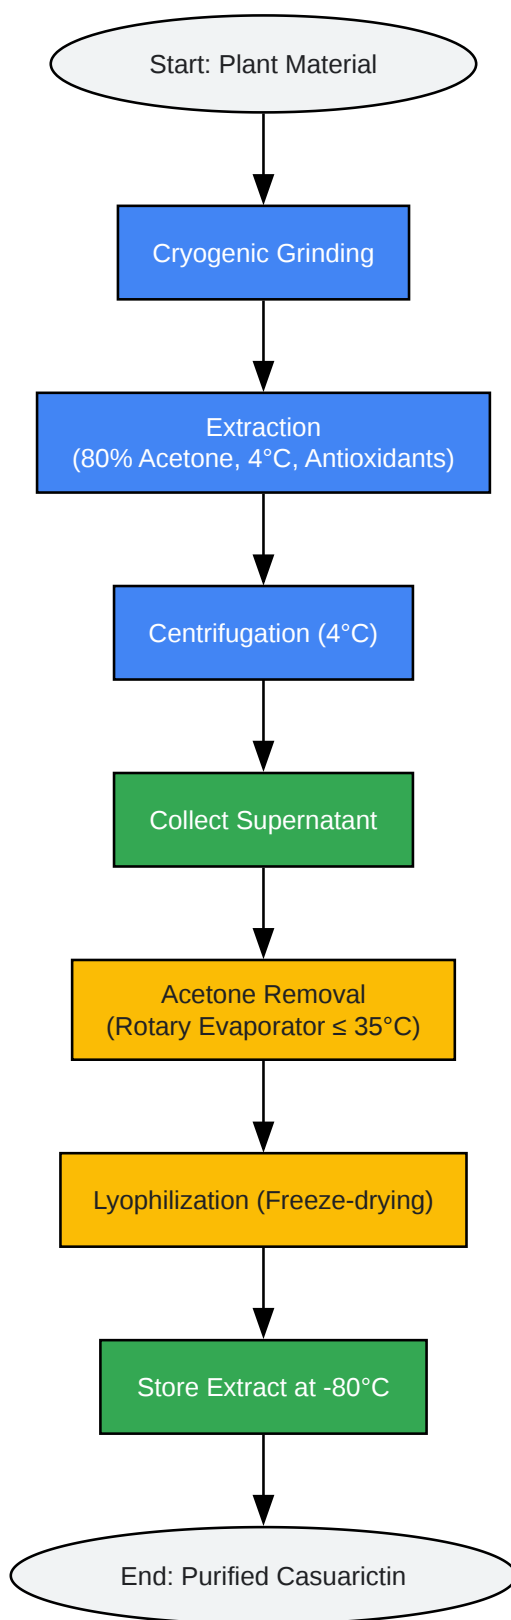 Start: Plant Material
Cryogenic Grinding
Extraction
(80% Acetone, 4°C, Antioxidants)
Centrifugation (4°C)
Collect Supernatant
Acetone Removal
(Rotary Evaporator ≤ 35°C)
Lyophilization (Freeze-drying)
Store Extract at -80°C
End: Purified Casuarictin